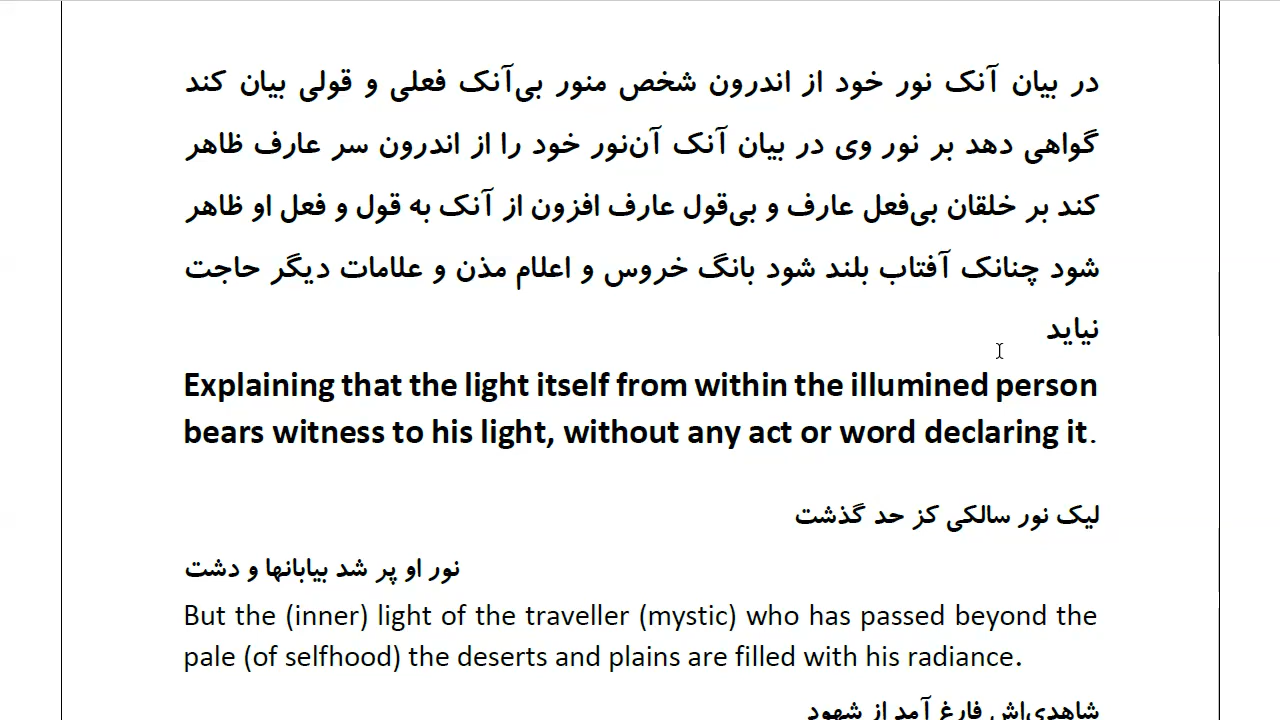 در بیان آنک نور خود از اندرون شخص منور بی‌آنک فعلی و قولی بیان کند
گواهی دهد بر نور وی در بیان آنک آن‌نور خود را از اندرون سر عارف ظاهر
کند بر خلقان بی‌فعل عارف و بی‌قول عارف افزون از آنک به قول و فعل او ظاهر
شود چنانک آفتاب بلند شود بانگ خروس و اعلام مذن و علامات دیگر حاجت
نیاید
Explaining that the light itself from within the illumined person
bears witness to his light, without any act or word declaring it.
لیک نور سالکی کز حد گذشت
نور او پر شد بیابانها و دشت
But the (inner) light of the traveller (mystic) who has passed beyond the
pale (of selfhood) the deserts and plains are filled with his radiance.
شاهدی‌اش فارغ آمد از شهود